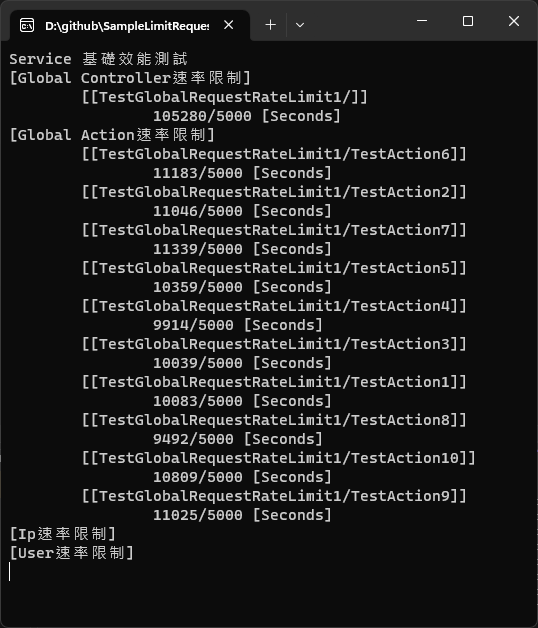 D:\github\SampleLimitReques
Service 基礎效能測試
[Global Controller速率限制]
[[TestGlobalRequestRateLimit1/]]
105280/5000 [Seconds]
[Global Action速率限制]
[[TestGlobalRequestRateLimit1/TestAction6]]
11183/5000 [Seconds]
[[TestGlobalRequestRateLimit1/TestAction2]]
11046/5000 [Seconds]
[[TestGlobalRequestRateLimit1/TestAction7]]
11339/5000 [Seconds]
[[TestGlobalRequestRateLimit1/TestAction5]]
10359/5000 [Seconds]
[[TestGlobalRequestRateLimit1/TestAction4]]
9914/5000 [Seconds]
[[TestGlobalRequestRateLimit1/TestAction3]]
10039/5000 [Seconds]
[[TestGlobalRequestRateLimit1/TestAction1]]
10083/5000 [Seconds]
[[TestGlobalRequestRateLimit1/TestAction8]]
9492/5000 [Seconds]
[[TestGlobalRequestRateLimit1/TestAction10]]
10809/5000 [Seconds]
[[TestGlobalRequestRateLimit1/TestAction9]]
11025/5000 [Seconds]
[Ip速率限制]
[User速率限制]